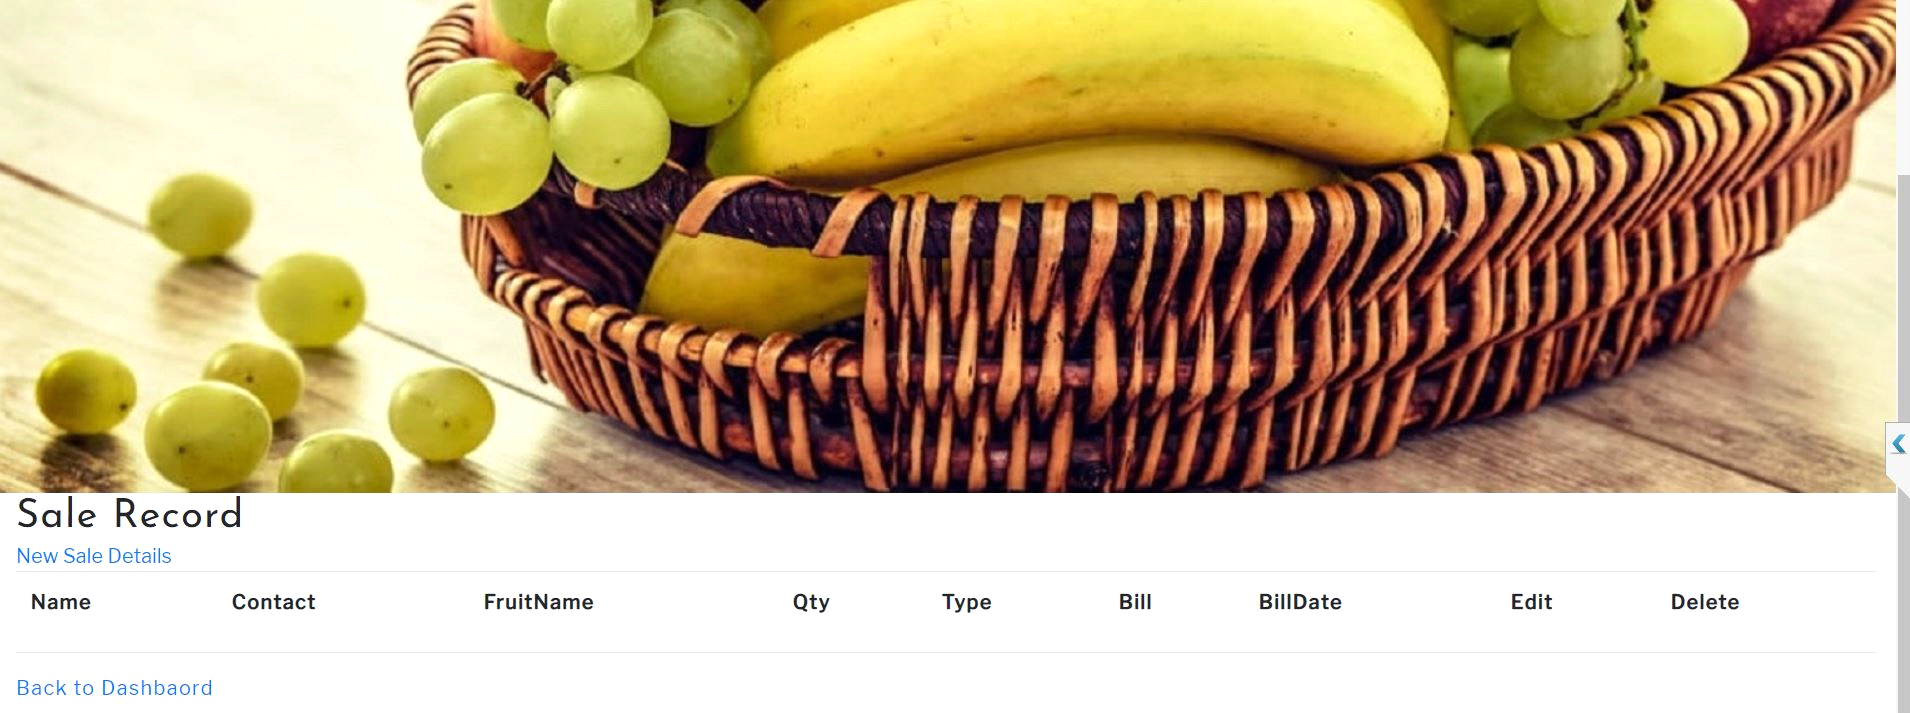 Sale Record
New Sale Details
Name Contact FruitName Qty Type Bill BillDate Edit Delete
Back to Dashbaord